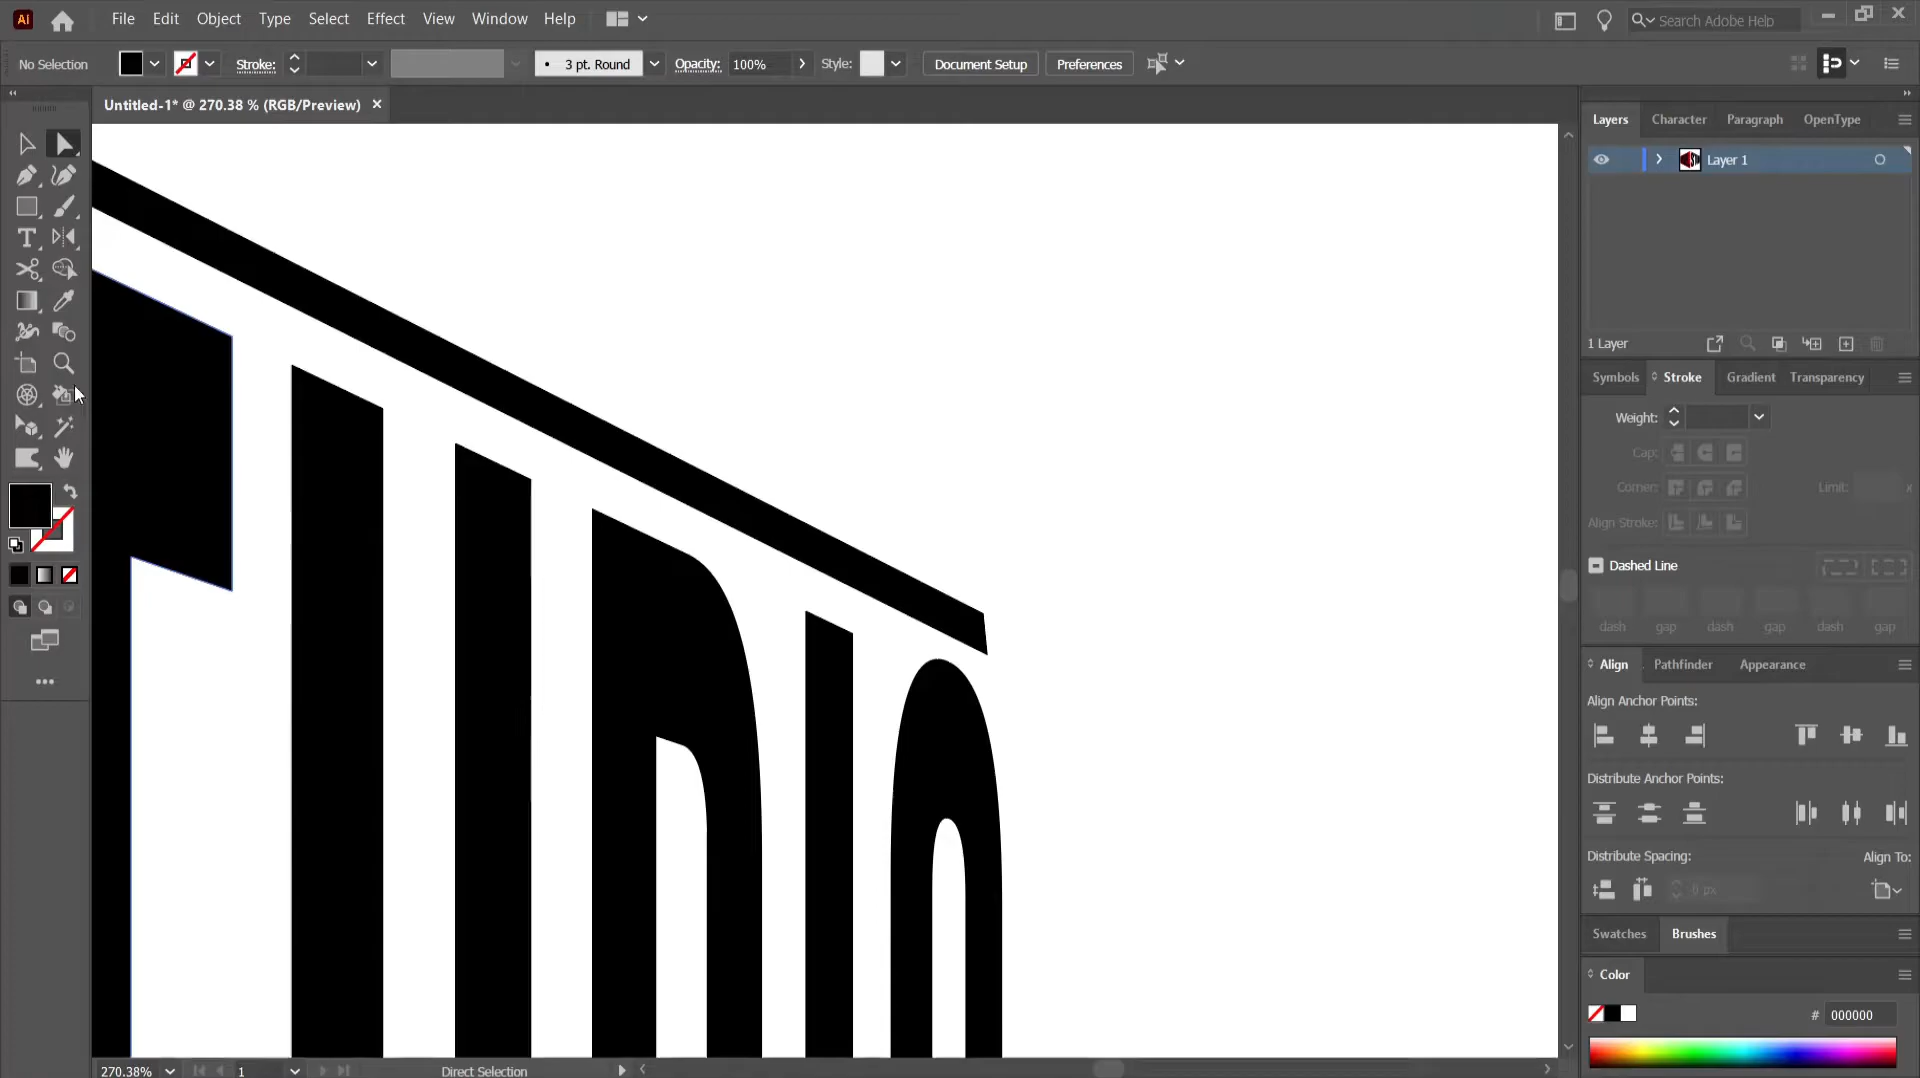 File Edit Object Type Select Effect View Window Help
Search Adobe Help
No Selection Stroke: 3 pt. Round Opacity: 100% Style: Document Setup Preferences
Untitled-1* @ 270.38 % (RGB/Preview)
Layers Character Paragraph OpenType
Layer 1
1 Layer
Symbols Stroke Gradient Transparency
Weight:
Cap:
Corner: Limit: x
Align Stroke:
Dashed Line
dash gap dash gap dash gap
Align Pathfinder Appearance
Align Anchor Points:
Distribute Anchor Points:
Distribute Spacing: Align To:
0 px
Swatches Brushes
Color
# 000000
270.38% 1 Direct Selection